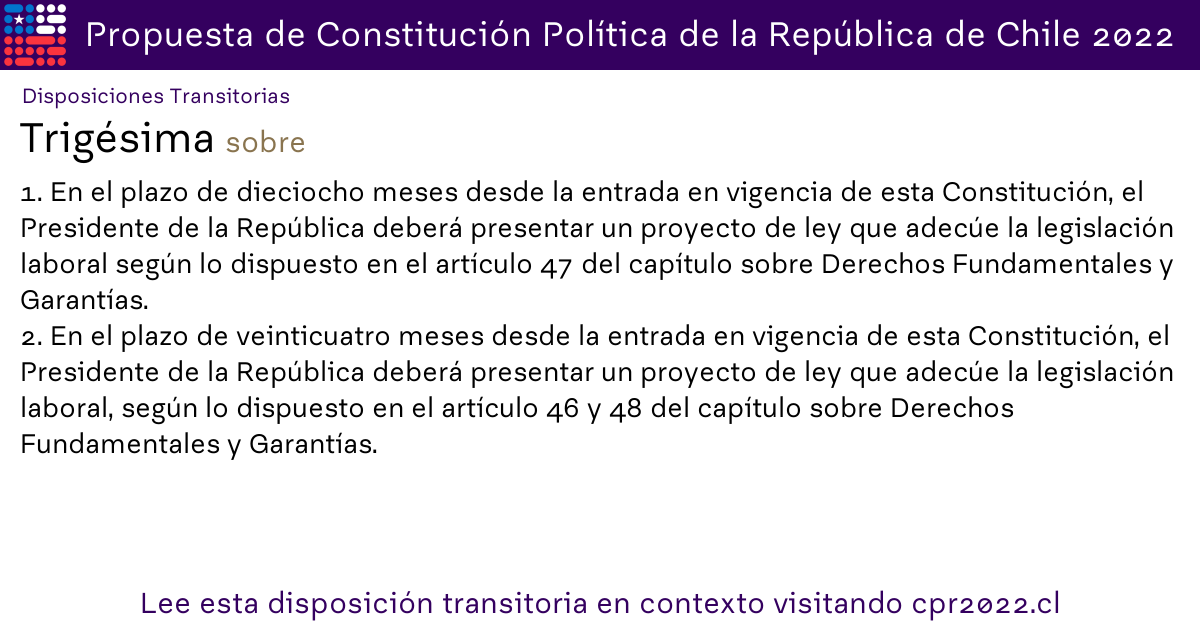 Propuesta de Constitución Política de la República de Chile 2022
Disposiciones Transitorias
Trigésima sobre
1. En el plazo de dieciocho meses desde la entrada en vigencia de esta Constitución, el
Presidente de la República deberá presentar un proyecto de ley que adecúe la legislación
laboral según lo dispuesto en el artículo 47 del capítulo sobre Derechos Fundamentales y
Garantías.
2. En el plazo de veinticuatro meses desde la entrada en vigencia de esta Constitución, el
Presidente de la República deberá presentar un proyecto de ley que adecúe la legislación
laboral, según lo dispuesto en el artículo 46 y 48 del capítulo sobre Derechos
Fundamentales y Garantías.
Lee esta disposición transitoria en contexto visitando cpr2022.cl